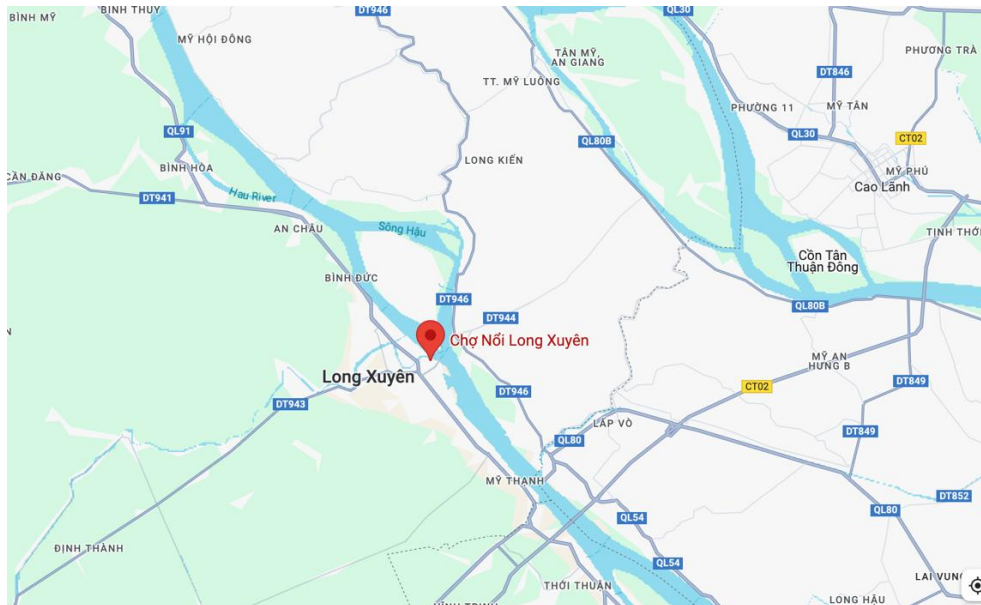 BÌNH MỸ
BÌNH THỦY
DT946
QL30
MỸ HỘI ĐÔNG
TÂN MỸ,
AN GIANG
PHƯƠNG TRÀ
DT846
TT. MỸ LUÔNG
PHƯỜNG 11
MỸ TÂN
QL91
QL80B
QL30
CT02
LONG KIẾN
BÌNH HÒA
MỸ PHÚ
CẦN ĐĂNG
DT941
Hau River
Cao Lãnh
AN CHÂU
Sông Hậu
TỊNH THỚI
Cồn Tân
Thuận Đông
BÌNH ĐỨC
DT946
QL80B
DT944
Chợ Nổi Long Xuyên
MỸ AN
HƯNG B
Long Xuyên
DT849
CT02
DT946
DT943
LẤP VÒ
DT849
QL80
MỸ THẠNH
DT852
QL80
QL54
ĐỊNH THÀNH
QL54
LAI VUNG
THỚI THUẬN
LONG HẬU
VĨNH TRINH